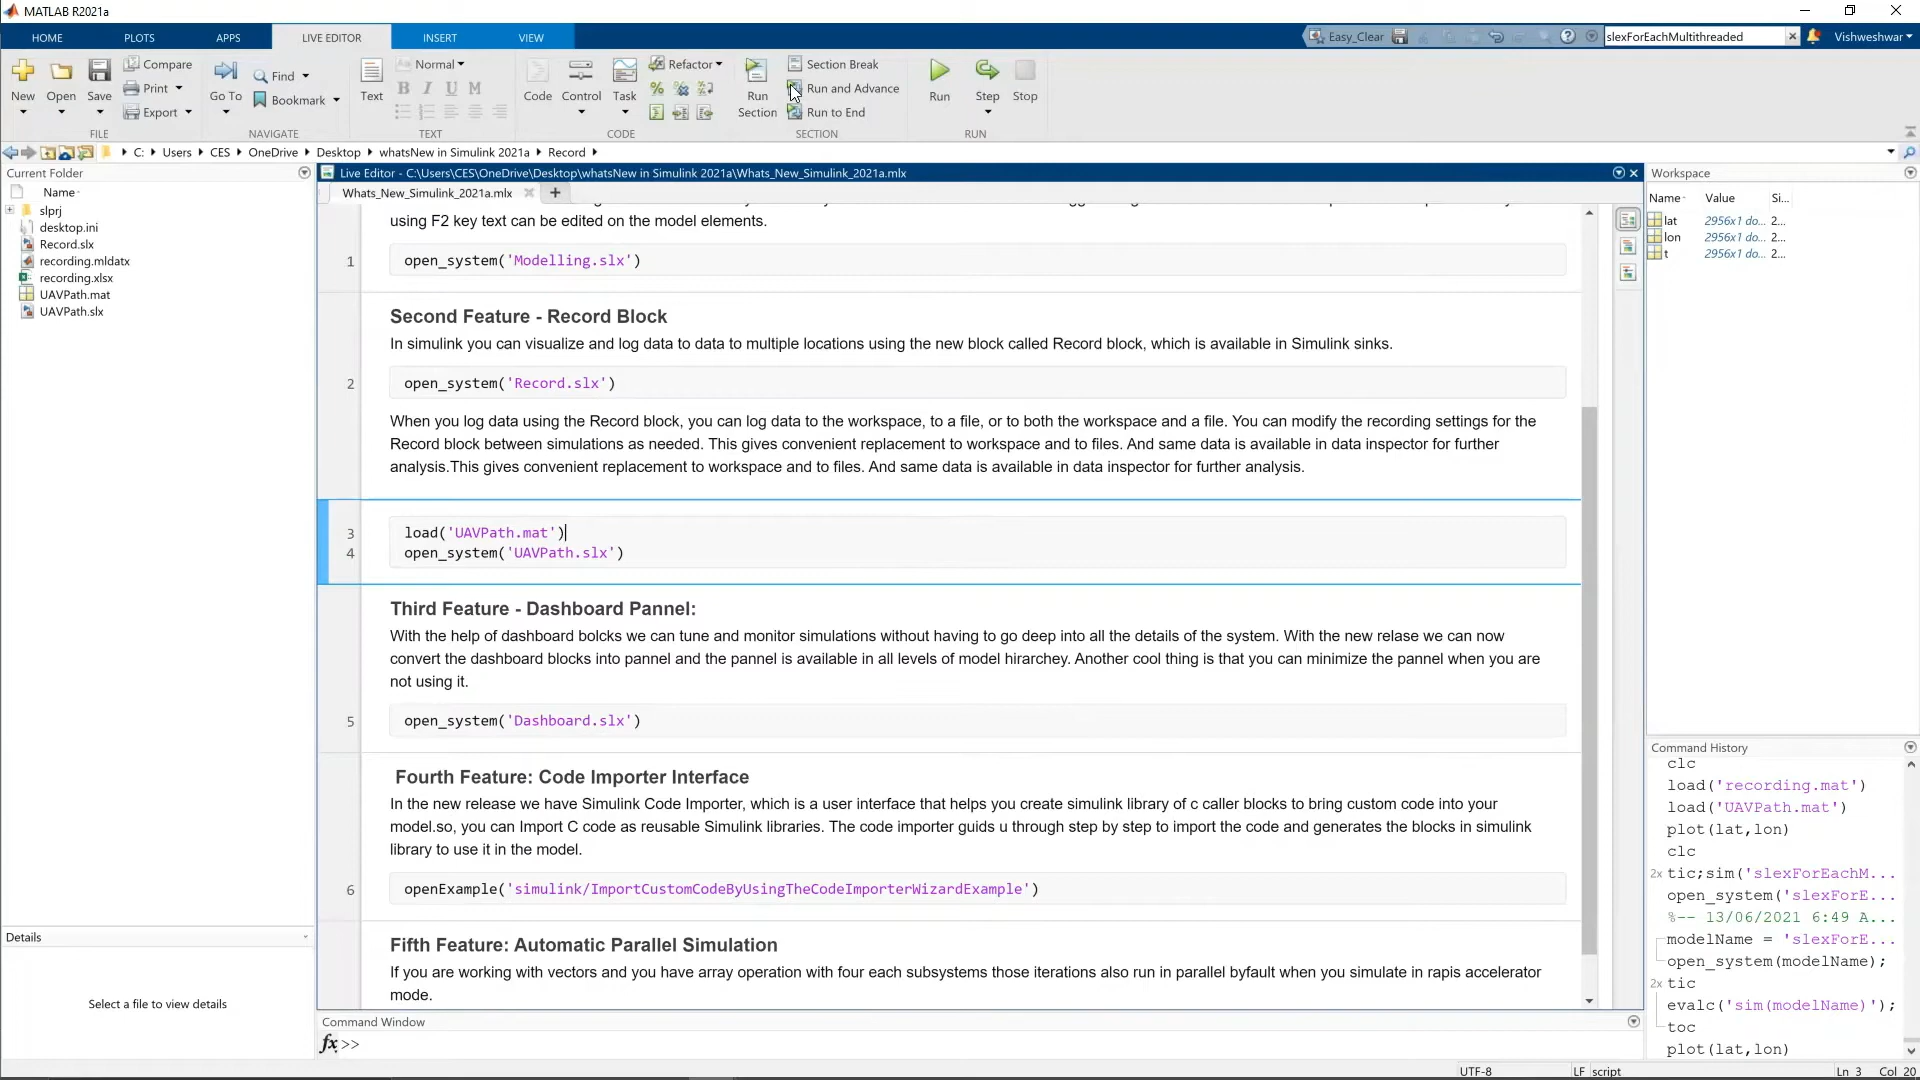 MATLAB R2021a
HOME
PLOTS
APPS
LIVE EDITOR
INSERT
VIEW
Easy_Clear
slexForEachMultithreaded
Vishweshwar
New
Open
Save
Compare
Print
Export
FILE
Go To
Find
Bookmark
NAVIGATE
Text
Normal
B I U M
TEXT
Code
Control
Task
Refactor
CODE
Run
Section
Section Break
Run and Advance
Run to End
SECTION
Run
Step
Stop
RUN
C: Users CES OneDrive Desktop whatsNew in Simulink 2021a Record
Current Folder
Name
slprj
desktop.ini
Record.slx
recording.mldatx
recording.xlsx
UAVPath.mat
UAVPath.slx
Details
Select a file to view details
Live Editor - C:\Users\CES\OneDrive\Desktop\whatsNew in Simulink 2021a\Whats_New_Simulink_2021a.mlx
Whats_New_Simulink_2021a.mlx
using F2 key text can be edited on the model elements.
1 open_system('Modelling.slx')
Second Feature - Record Block
In simulink you can visualize and log data to data to multiple locations using the new block called Record block, which is available in Simulink sinks.
2 open_system('Record.slx')
When you log data using the Record block, you can log data to the workspace, to a file, or to both the workspace and a file. You can modify the recording settings for the
Record block between simulations as needed. This gives convenient replacement to workspace and to files. And same data is available in data inspector for further
analysis.This gives convenient replacement to workspace and to files. And same data is available in data inspector for further analysis.
3 load('UAVPath.mat')
4 open_system('UAVPath.slx')
Third Feature - Dashboard Pannel:
With the help of dashboard bolcks we can tune and monitor simulations without having to go deep into all the details of the system. With the new relase we can now
convert the dashboard blocks into pannel and the pannel is available in all levels of model hirarchey. Another cool thing is that you can minimize the pannel when you are
not using it.
5 open_system('Dashboard.slx')
Fourth Feature: Code Importer Interface
In the new release we have Simulink Code Importer, which is a user interface that helps you create simulink library of c caller blocks to bring custom code into your
model.so, you can Import C code as reusable Simulink libraries. The code importer guids u through step by step to import the code and generates the blocks in simulink
library to use it in the model.
6 openExample('simulink/ImportCustomCodeByUsingTheCodeImporterWizardExample')
Fifth Feature: Automatic Parallel Simulation
If you are working with vectors and you have array operation with four each subsystems those iterations also run in parallel byfault when you simulate in rapis accelerator
mode.
Command Window
fx >>
Workspace
Name Value Si...
lat 2956x1 do... 2...
lon 2956x1 do... 2...
t 2956x1 do... 2...
Command History
clc
load('recording.mat')
load('UAVPath.mat')
plot(lat,lon)
clc
2x tic;sim('slexForEachM...
open_system('slexForE...
%-- 13/06/2021 6:49 A...
modelName = 'slexForE...
open_system(modelName);
2x tic
evalc('sim(modelName)');
toc
plot(lat,lon)
UTF-8
LF
script
Ln 3 Col 20